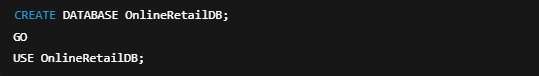 CREATE DATABASE OnlineRetailDB;
GO
USE OnlineRetailDB;